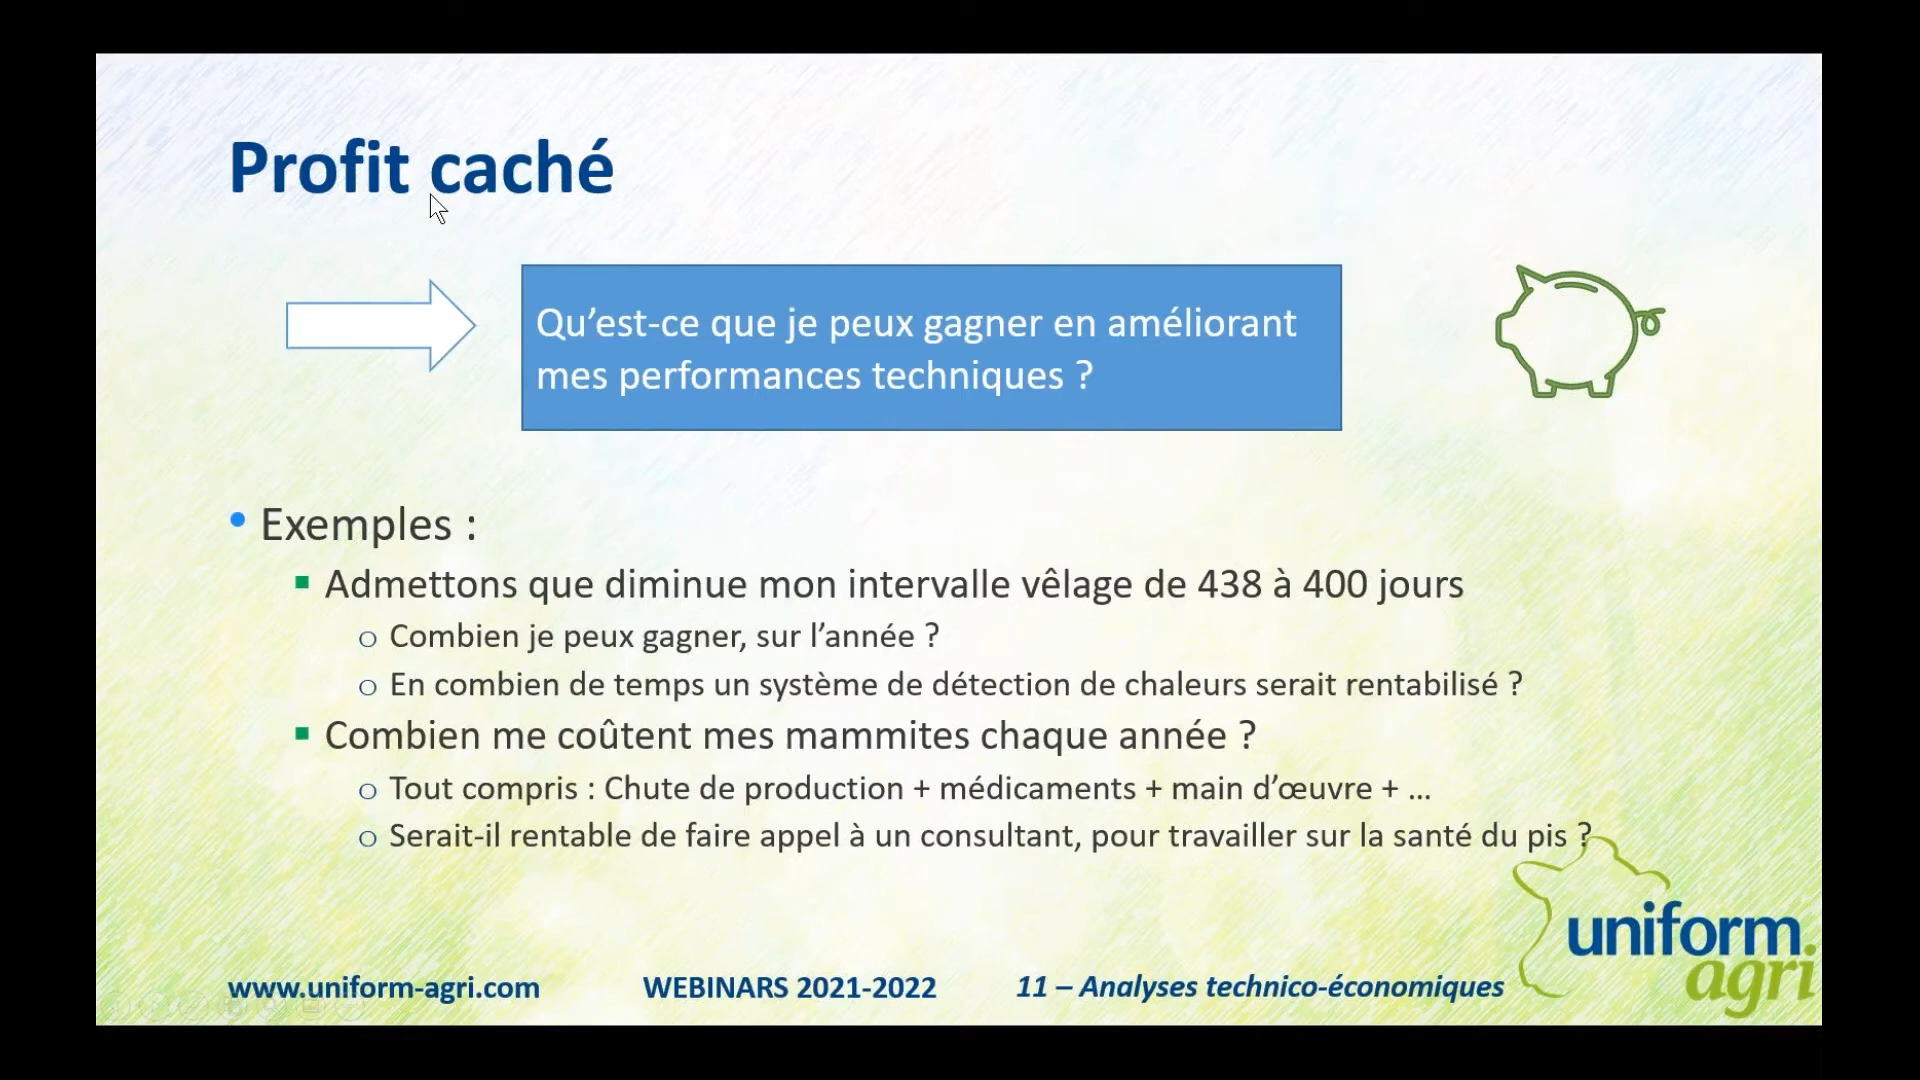 Profit caché
Qu’est-ce que je peux gagner en améliorant
mes performances techniques ?
• Exemples :
▪ Admettons que diminue mon intervalle vêlage de 438 à 400 jours
o Combien je peux gagner, sur l’année ?
o En combien de temps un système de détection de chaleurs serait rentabilisé ?
▪ Combien me coûtent mes mammites chaque année ?
o Tout compris : Chute de production + médicaments + main d’œuvre + …
o Serait-il rentable de faire appel à un consultant, pour travailler sur la santé du pis ?
uniform
agri
www.uniform-agri.com
WEBINARS 2021-2022
11 – Analyses technico-économiques